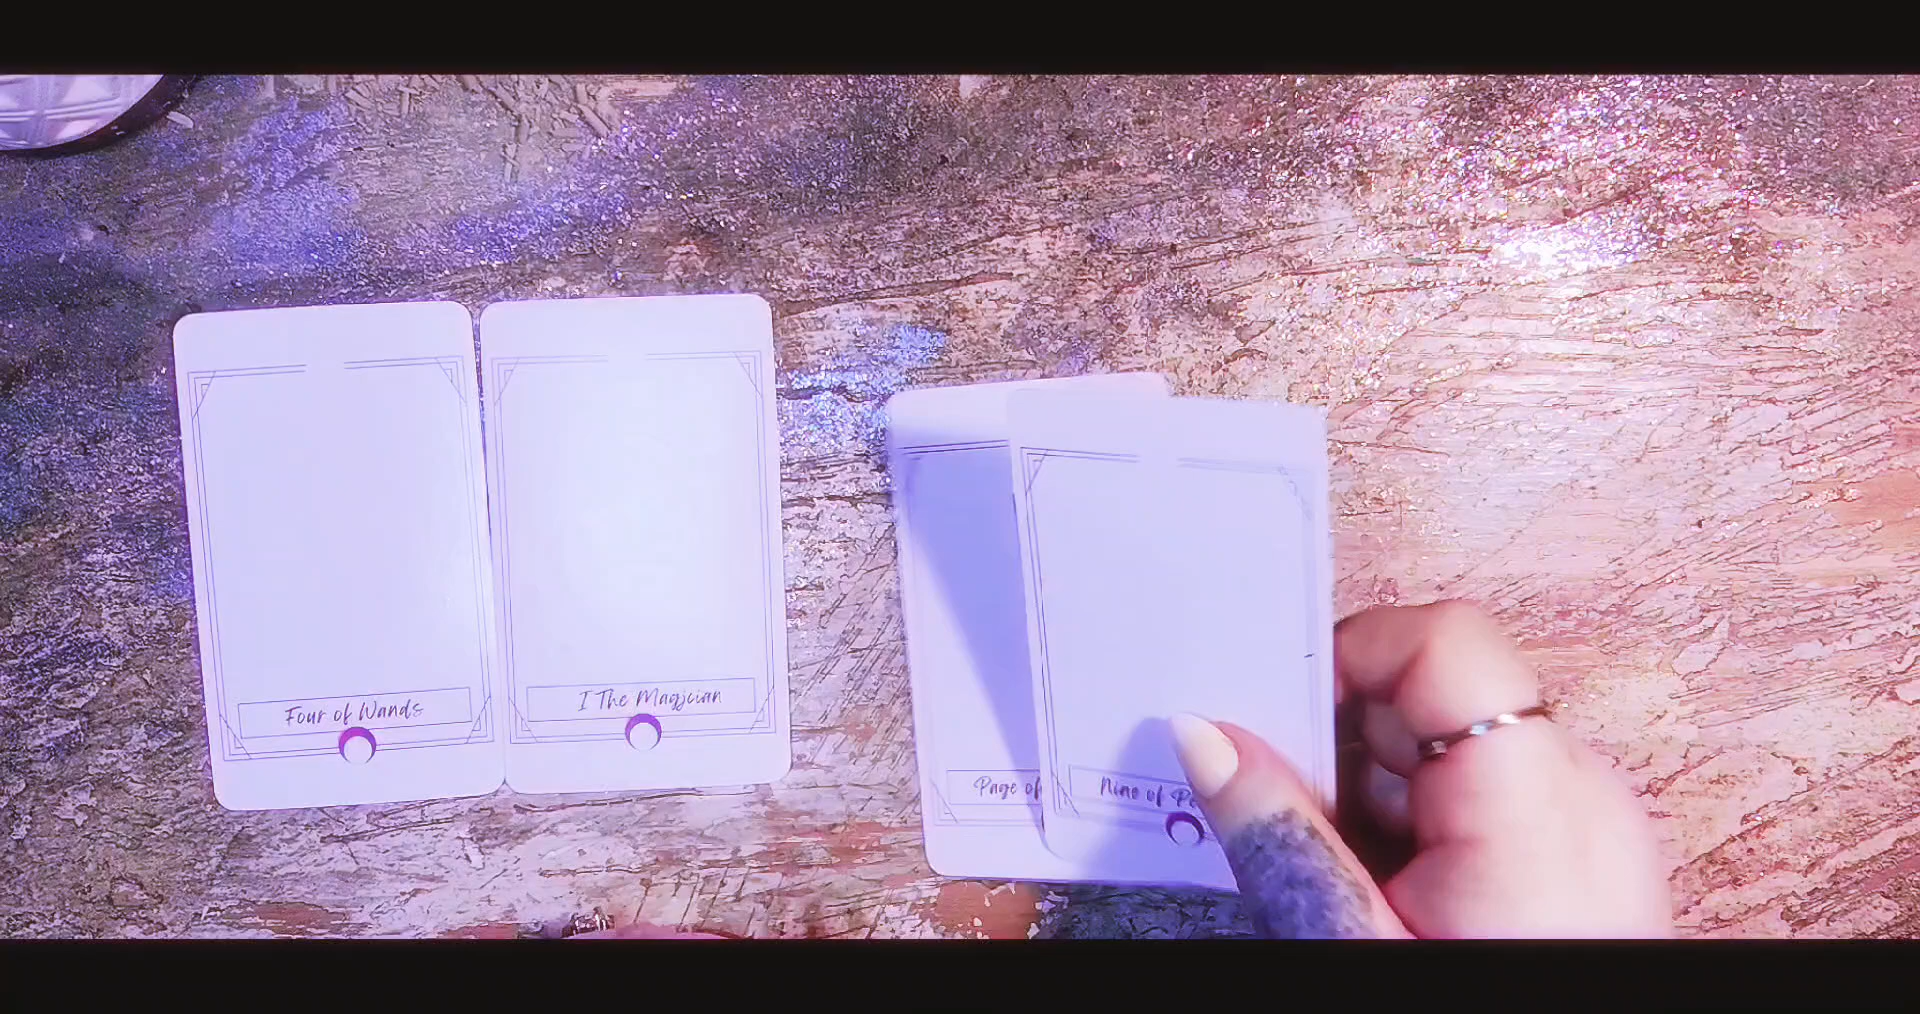 Four of Wands
I The Magician
Page of
Nine of